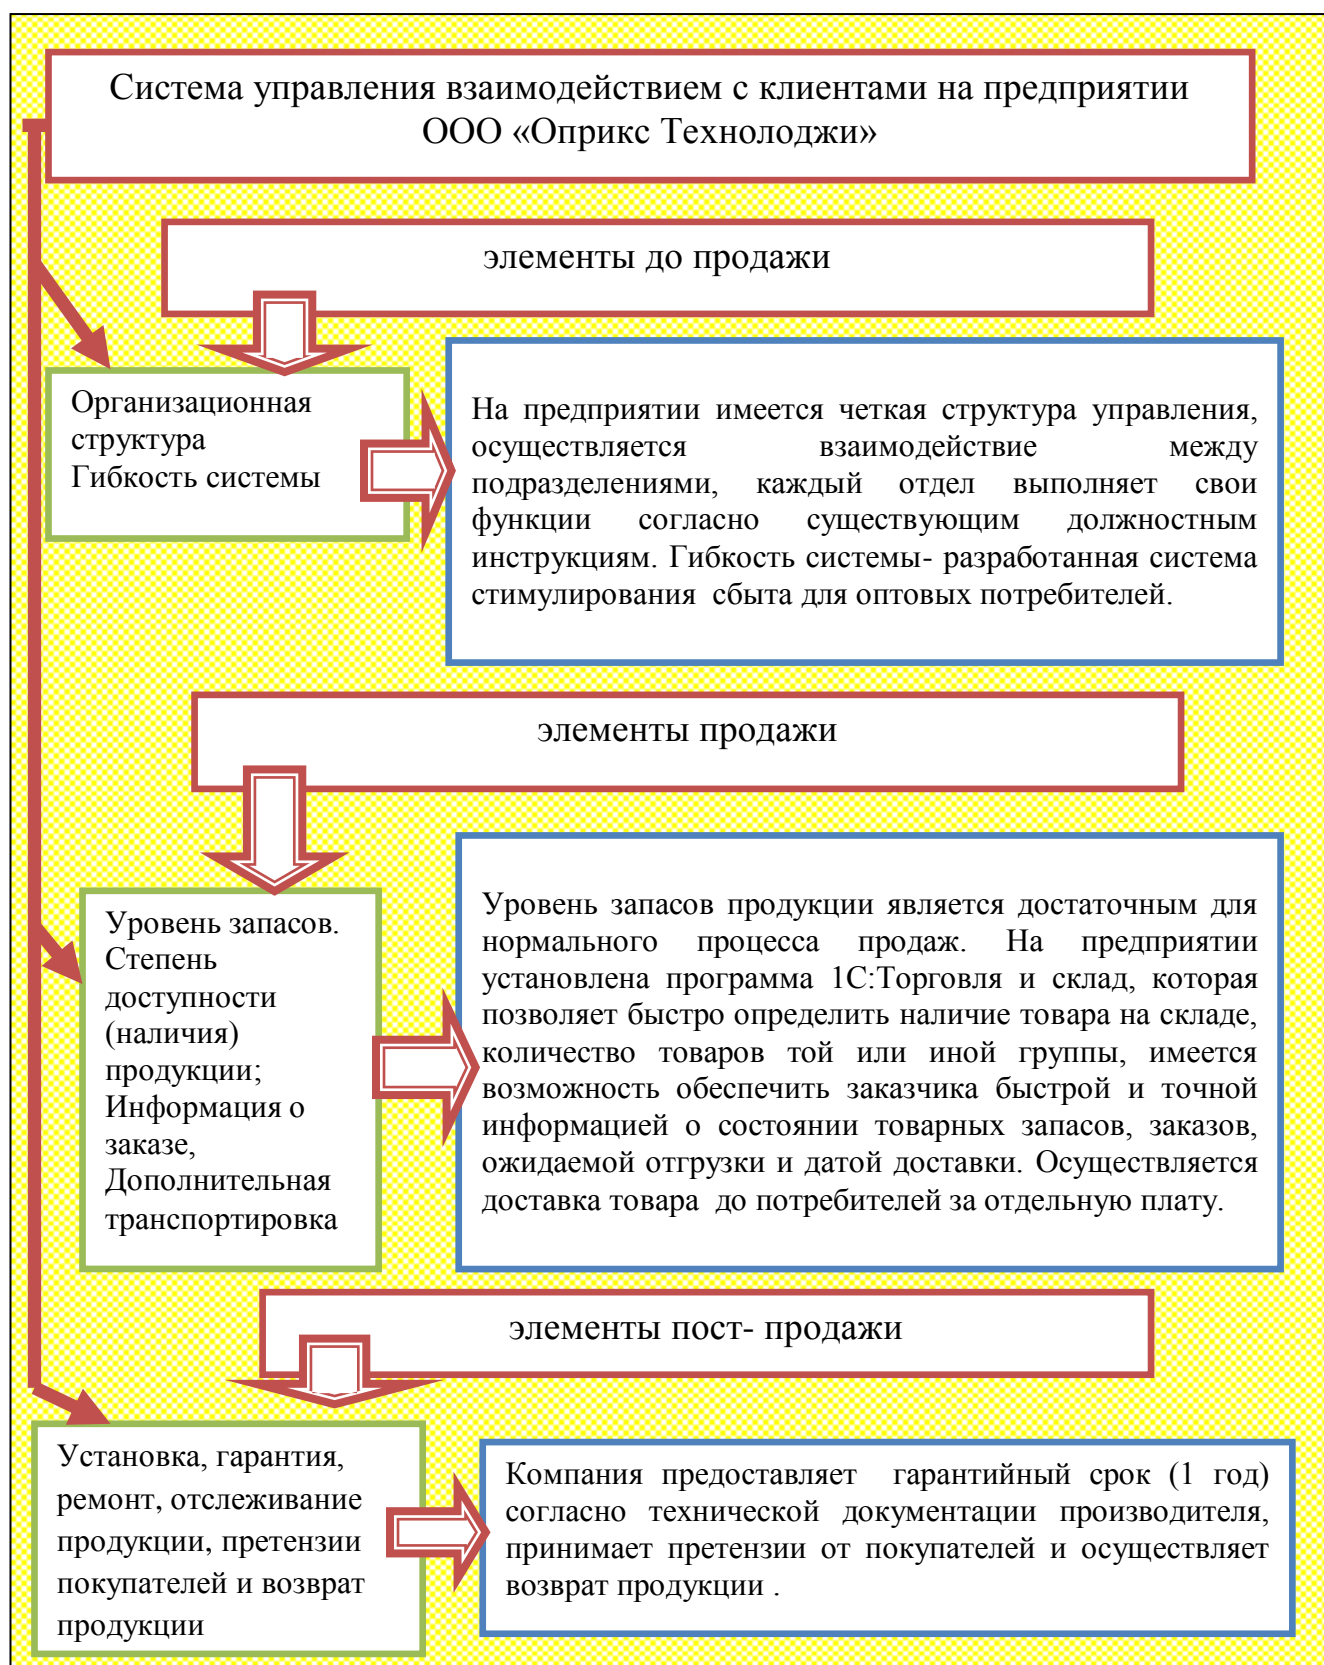 Система управления взаимодействием с клиентами на предприятии
ООО «Оприкс Технолоджи»
элементы до продажи
Организационная
структура
Гибкость системы
На предприятии имеется четкая структура управления,
осуществляется взаимодействие между
подразделениями, каждый отдел выполняет свои
функции согласно существующим должностным
инструкциям. Гибкость системы- разработанная система
стимулирования сбыта для оптовых потребителей.
элементы продажи
Уровень запасов.
Степень
доступности
(наличия)
продукции;
Информация о
заказе,
Дополнительная
транспортировка
Уровень запасов продукции является достаточным для
нормального процесса продаж. На предприятии
установлена программа 1С:Торговля и склад, которая
позволяет быстро определить наличие товара на складе,
количество товаров той или иной группы, имеется
возможность обеспечить заказчика быстрой и точной
информацией о состоянии товарных запасов, заказов,
ожидаемой отгрузки и датой доставки. Осуществляется
доставка товара до потребителей за отдельную плату.
элементы пост- продажи
Установка, гарантия,
ремонт, отслеживание
продукции, претензии
покупателей и возврат
продукции
Компания предоставляет гарантийный срок (1 год)
согласно технической документации производителя,
принимает претензии от покупателей и осуществляет
возврат продукции .